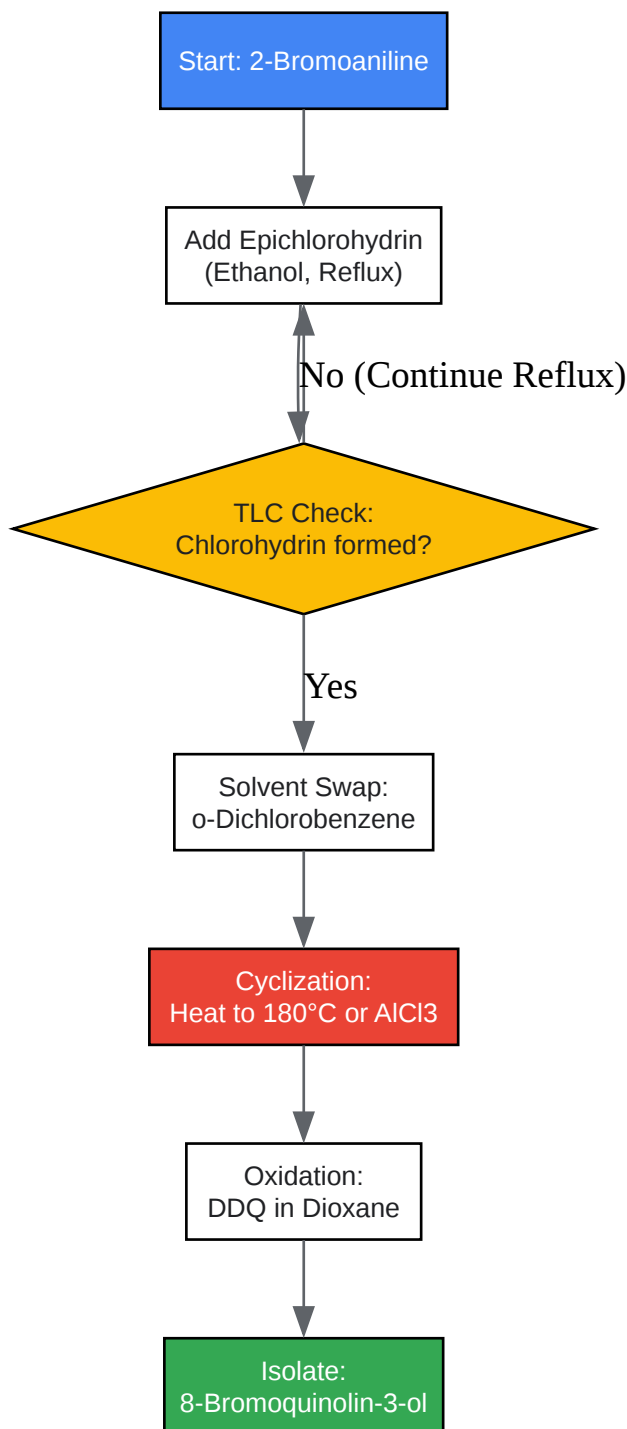 Start: 2-Bromoaniline
Add Epichlorohydrin
(Ethanol, Reflux)
No (Continue Reflux)
TLC Check:
Chlorohydrin formed?
Yes
Solvent Swap:
o-Dichlorobenzene
Cyclization:
Heat to 180°C or AlCl3
Oxidation:
DDQ in Dioxane
Isolate:
8-Bromoquinolin-3-ol